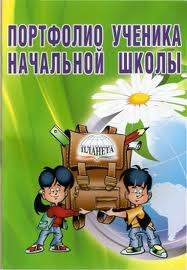 ПОРТФОЛИО УЧЕНИКА
НАЧАЛЬНОЙ ШКОЛЫ
ПЛАНЕТА